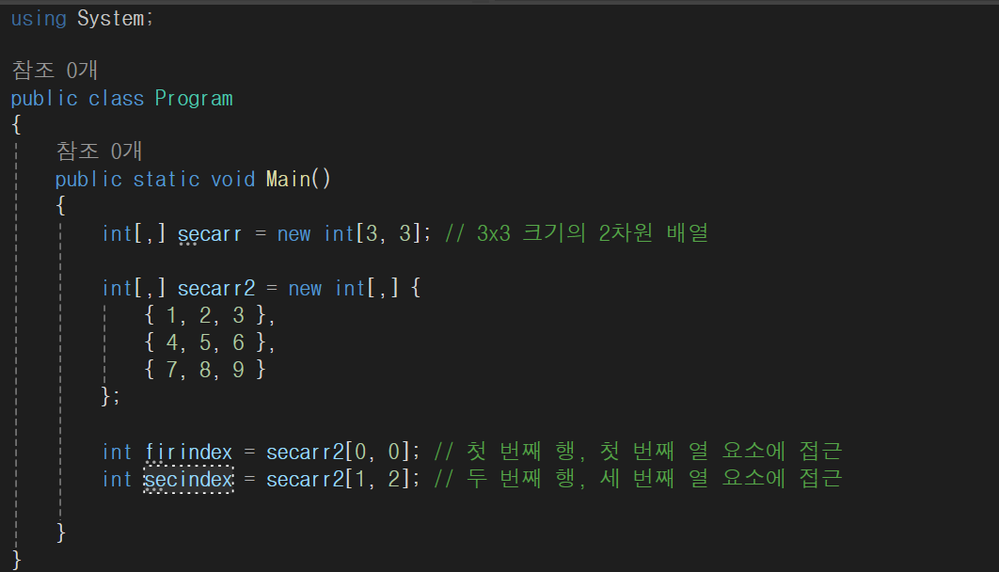 using System;
참조 0개
public class Program
{
참조 0개
public static void Main()
{
int[,] secarr = new int[3, 3]; // 3x3 크기의 2차원 배열
int[,] secarr2 = new int[,] {
{ 1, 2, 3 },
{ 4, 5, 6 },
{ 7, 8, 9 }
};
int firindex = secarr2[0, 0]; // 첫 번째 행, 첫 번째 열 요소에 접근
int secindex = secarr2[1, 2]; // 두 번째 행, 세 번째 열 요소에 접근
}
}